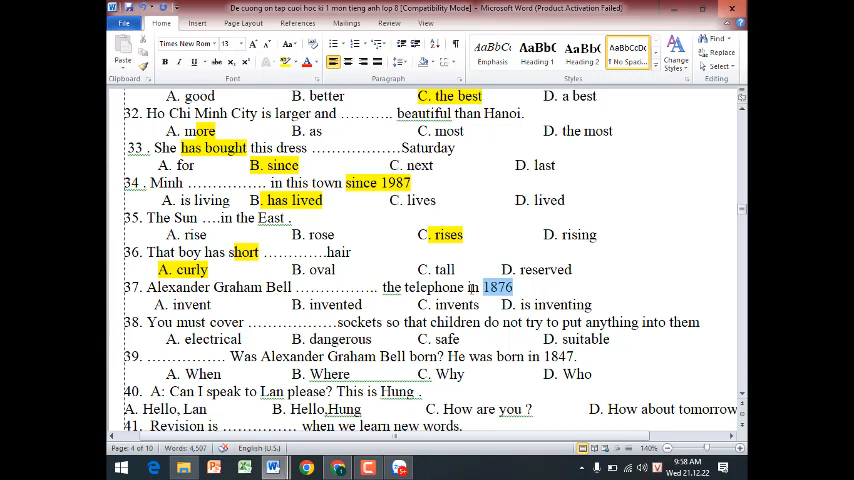 De cuong on tap cuoi hoc ki 1 mon tieng anh lop 8 [Compatibility Mode] - Microsoft Word (Product Activation Failed)
File Home Insert Page Layout References Mailings Review View
Times New Rom 13
Paste
Emphasis Heading 1 Heading 2 No Spaci... Change Styles
Find
Replace
Select
Clipboard Font Paragraph Styles Editing
A. good B. better C. the best D. a best
32. Ho Chi Minh City is larger and ……….. beautiful than Hanoi.
A. more B. as C. most D. the most
33 . She has bought this dress ………………Saturday
A. for B. since C. next D. last
34 . Minh ……………. in this town since 1987
A. is living B. has lived C. lives D. lived
35. The Sun ….in the East .
A. rise B. rose C. rises D. rising
36. That boy has short ………….hair
A. curly B. oval C. tall D. reserved
37. Alexander Graham Bell …………….. the telephone in 1876
A. invent B. invented C. invents D. is inventing
38. You must cover ………………sockets so that children do not try to put anything into them
A. electrical B. dangerous C. safe D. suitable
39. ……………. Was Alexander Graham Bell born? He was born in 1847.
A. When B. Where C. Why D. Who
40. A: Can I speak to Lan please? This is Hung .
A. Hello, Lan B. Hello,Hung C. How are you ? D. How about tomorrow
41. Revision is …………… when we learn new words.
Page: 4 of 10 Words: 4,507 English (U.S.) 140%
9:58 AM
Wed 21.12.22